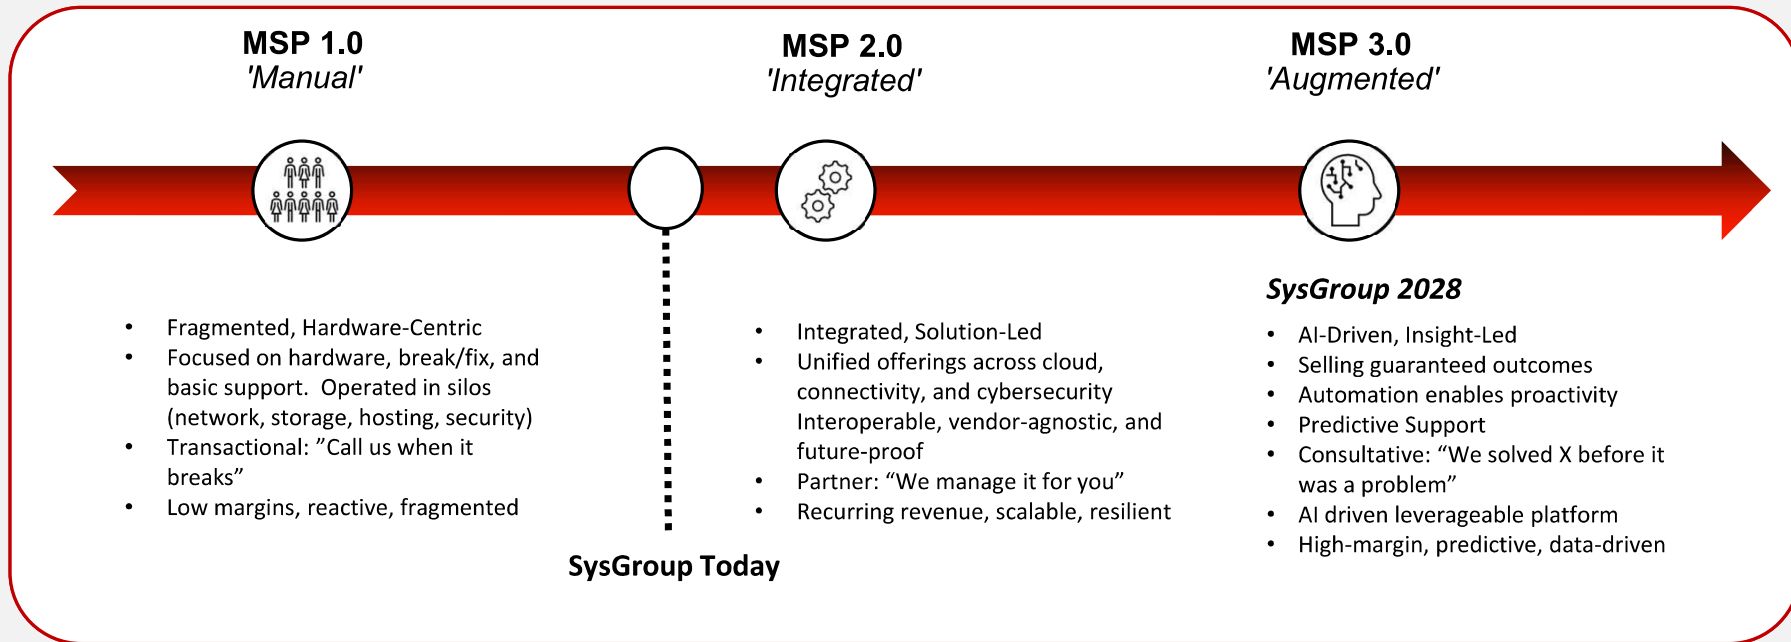 MSP 1.0
'Manual'
MSP 2.0
'Integrated'
MSP 3.0
'Augmented'
• Fragmented, Hardware-Centric
• Focused on hardware, break/fix, and
basic support.  Operated in silos
(network, storage, hosting, security)
• Transactional: ”Call us when it
breaks”
• Low margins, reactive, fragmented
SysGroup Today
• Integrated, Solution-Led
• Unified offerings across cloud,
connectivity, and cybersecurity
Interoperable, vendor-agnostic, and
future-proof
• Partner: “We manage it for you”
• Recurring revenue, scalable, resilient
SysGroup 2028
• AI-Driven, Insight-Led
• Selling guaranteed outcomes
• Automation enables proactivity
• Predictive Support
• Consultative: “We solved X before it
was a problem”
• AI driven leverageable platform
• High-margin, predictive, data-driven